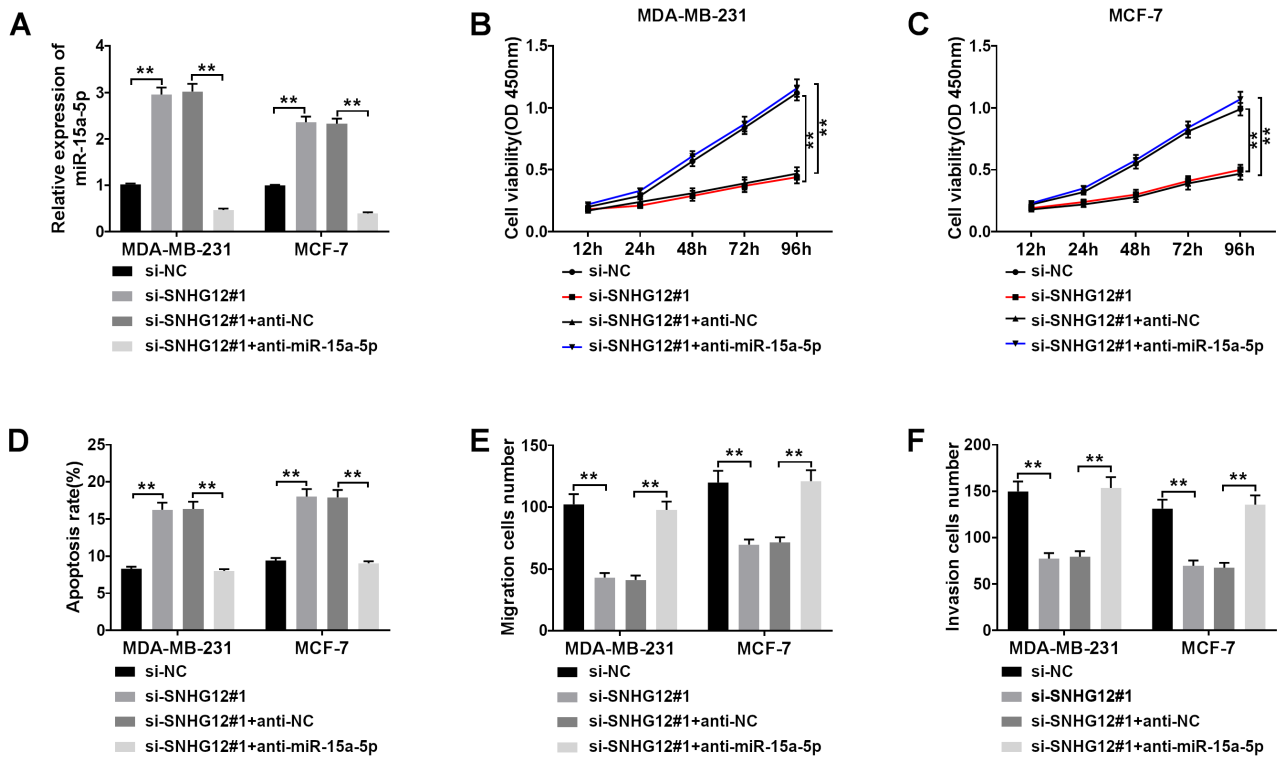 A
Relative expression of
miR-15a-5p
4
3
2
1
0
** ** ** **
MDA-MB-231 MCF-7
si-NC
si-SNHG12#1
si-SNHG12#1+anti-NC
si-SNHG12#1+anti-miR-15a-5p
B
MDA-MB-231
Cell viability(OD 450nm)
1.5
1.0
0.5
0.0
** **
12h 24h 48h 72h 96h
si-NC
si-SNHG12#1
si-SNHG12#1+anti-NC
si-SNHG12#1+anti-miR-15a-5p
C
MCF-7
Cell viability(OD 450nm)
1.5
1.0
0.5
0.0
** **
12h 24h 48h 72h 96h
si-NC
si-SNHG12#1
si-SNHG12#1+anti-NC
si-SNHG12#1+anti-miR-15a-5p
D
Apoptosis rate(%)
25
20
15
10
5
0
** ** ** **
MDA-MB-231 MCF-7
si-NC
si-SNHG12#1
si-SNHG12#1+anti-NC
si-SNHG12#1+anti-miR-15a-5p
E
Migration cells number
150
100
50
0
** ** ** **
MDA-MB-231 MCF-7
si-NC
si-SNHG12#1
si-SNHG12#1+anti-NC
si-SNHG12#1+anti-miR-15a-5p
F
Invasion cells number
200
150
100
50
0
** ** ** **
MDA-MB-231 MCF-7
si-NC
si-SNHG12#1
si-SNHG12#1+anti-NC
si-SNHG12#1+anti-miR-15a-5p